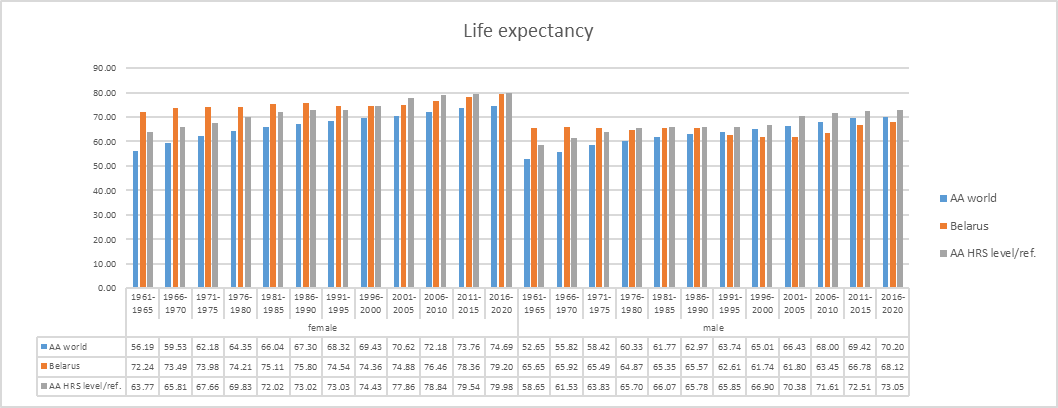 Life expectancy
90.00
80.00
70.00
60.00
50.00
40.00
30.00
20.00
10.00
0.00
AA world
Belarus
AA HRS level/ref.
1961-1965 1966-1970 1971-1975 1976-1980 1981-1985 1986-1990 1991-1995 1996-2000 2001-2005 2006-2010 2011-2015 2016-2020 1961-1965 1966-1970 1971-1975 1976-1980 1981-1985 1986-1990 1991-1995 1996-2000 2001-2005 2006-2010 2011-2015 2016-2020
female male
AA world 56.19 59.53 62.18 64.35 66.04 67.30 68.32 69.43 70.62 72.18 73.76 74.69 52.65 55.82 58.42 60.33 61.77 62.97 63.74 65.01 66.43 68.00 69.42 70.20
Belarus 72.24 73.49 73.98 74.21 75.11 75.80 74.54 74.36 74.88 76.46 78.36 79.20 65.65 65.92 65.49 64.87 65.35 65.57 62.61 61.74 61.80 63.45 66.78 68.12
AA HRS level/ref. 63.77 65.81 67.66 69.83 72.02 73.02 73.03 74.43 77.86 78.84 79.54 79.98 58.65 61.53 63.83 65.70 66.07 65.78 65.85 66.90 70.38 71.61 72.51 73.05